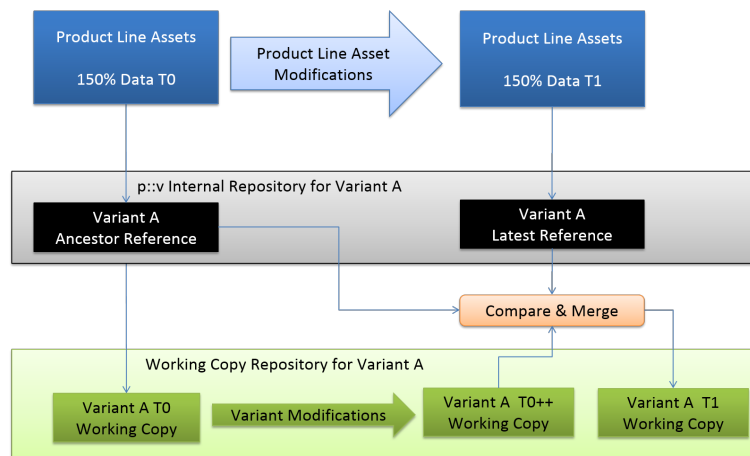 Product Line Assets
150% Data T0
Product Line Asset
Modifications
Product Line Assets
150% Data T1
p::v Internal Repository for Variant A
Variant A
Ancestor Reference
Variant A
Latest Reference
Compare & Merge
Working Copy Repository for Variant A
Variant A T0
Working Copy
Variant Modifications
Variant A T0++
Working Copy
Variant A T1
Working Copy